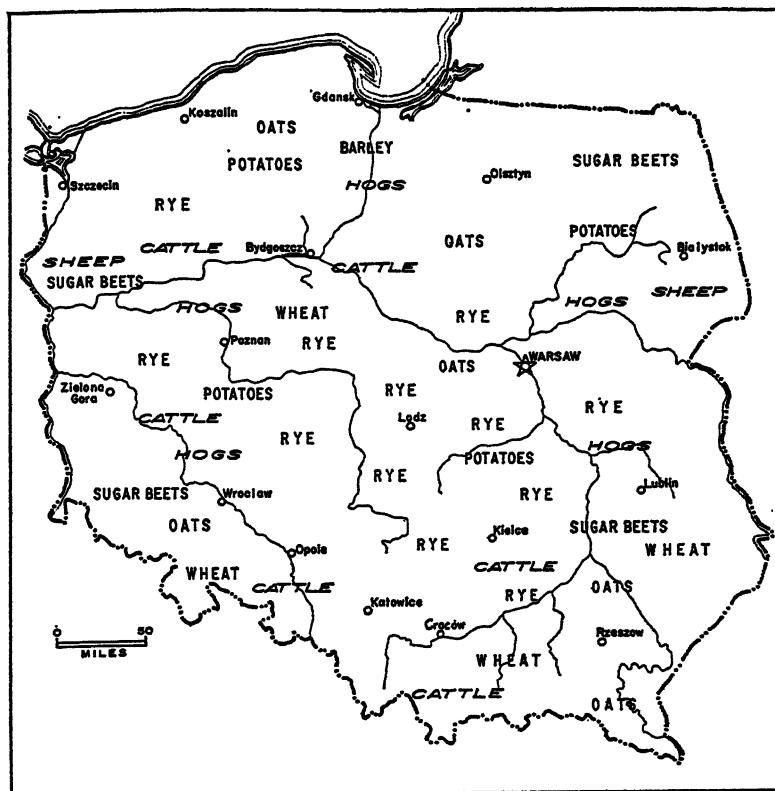 Gdansk
Koszalin
OATS
BARLEY
POTATOES
SUGAR BEETS
Olsztyn
HOGS
Szczecin
RYE
POTATOES
OATS
CATTLE
Bydgoszcz
Bialystok
SHEEP
CATTLE
SUGAR BEETS
SHEEP
HOGS
HOGS
WHEAT
RYE
Poznan
RYE
RYE
WARSAW
OATS
Zielona
Gora
POTATOES
RYE
RYE
CATTLE
Lodz
RYE
RYE
HOGS
HOGS
POTATOES
RYE
Lublin
SUGAR BEETS
Wroclaw
RYE
OATS
SUGAR BEETS
Kielce
RYE
WHEAT
Opole
CATTLE
WHEAT
CATTLE
OATS
RYE
Katowice
0 50
MILES
Craców
Rzeszow
WHEAT
CATTLE
OATS